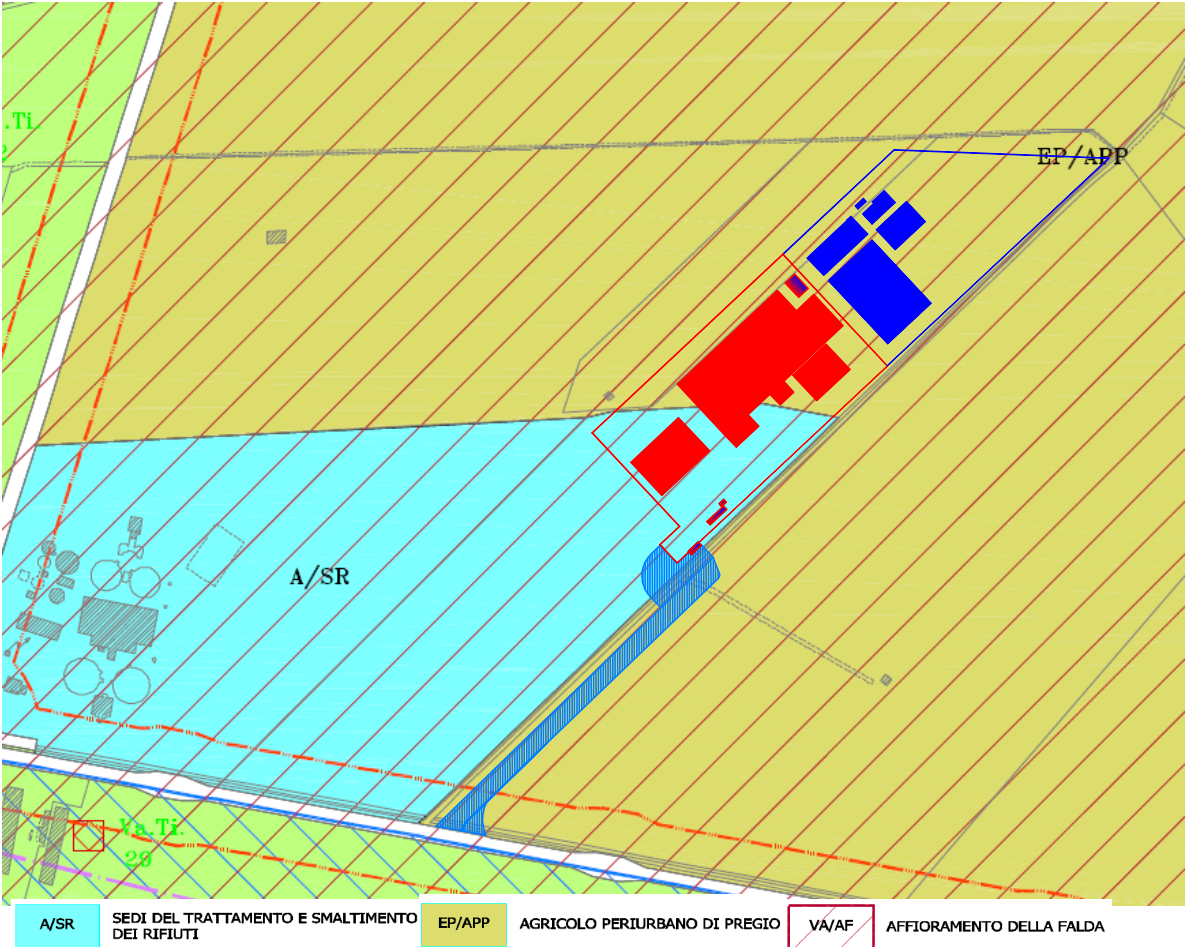 .Ti.
EP/APP
A/SR
Va.Ti.
29
A/SR
SEDI DEL TRATTAMENTO E SMALTIMENTO
DEI RIFIUTI
EP/APP
AGRICOLO PERIURBANO DI PREGIO
VA/AF
AFFIORAMENTO DELLA FALDA